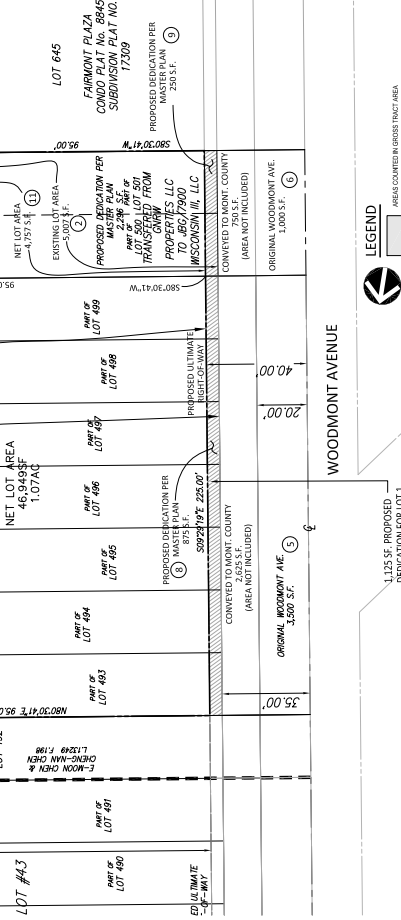 LOT 645
FAIRMONT PLAZA
CONDO PLAT No. 8845
SUBDIVISION PLAT NO.
17309
PROPOSED DEDICATION PER
MASTER PLAN
250 S.F.
9
95.00'
S80°30'41"W
NET LOT AREA
4,757 S.F.
11
EXISTING LOT AREA
5,007 S.F.
2
PROPOSED DEDICATION PER
MASTER PLAN
2,296 S.F.
PART OF PART OF
LOT 500 LOT 501
TRANSFERRED FROM
GNRW
PROPERTIES LLC
TO JBG/7900
WISCONSIN III, LLC
CONVEYED TO MONT. COUNTY
750 S.F.
(AREA NOT INCLUDED)
ORIGINAL WOODMONT AVE.
1,000 S.F.
6
LEGEND
AREAS COUNTED IN GROSS TRACT AREA
S80°30'41"W
PART OF
LOT 499
PART OF
LOT 498
PROPOSED ULTIMATE
RIGHT-OF-WAY
40.00'
20.00'
WOODMONT AVENUE
PART OF
LOT 497
NET LOT AREA
46,949SF
1.07AC
PART OF
LOT 496
PART OF
LOT 495
PROPOSED DEDICATION PER
MASTER PLAN
875 S.F.
8
S09°29'19"E 225.00'
CONVEYED TO MONT. COUNTY
2,625 S.F.
(AREA NOT INCLUDED)
ORIGINAL WOODMONT AVE.
3,500 S.F.
5
1,125 SF. PROPOSED
DEDICATION FOR LOT 1
PART OF
LOT 494
PART OF
LOT 493
35.00'
N80°30'41"E 95.0
E-MOON CHEN &
CHENG-NAN CHEN
L.13249 F.198
PART OF
LOT 491
PART OF
LOT 490
LOT #43
ED ULTIMATE
-OF-WAY